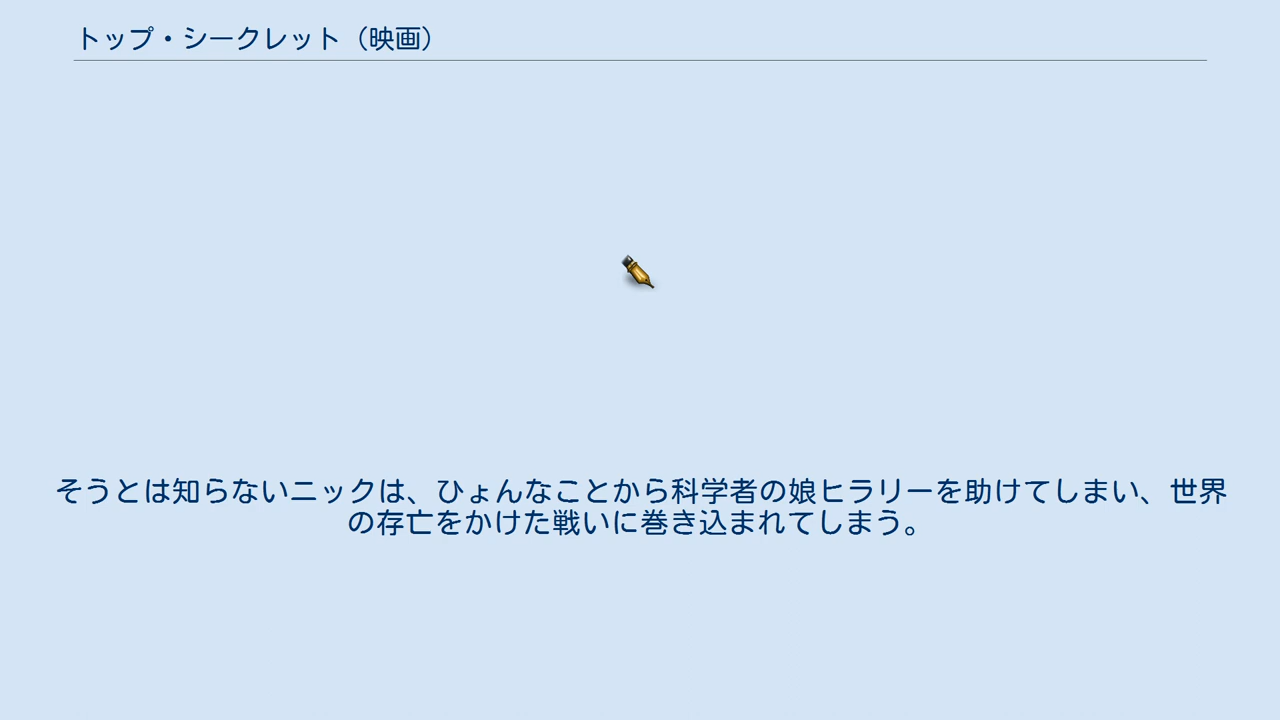 トップ・シークレット（映画）
そうとは知らないニックは、ひょんなことから科学者の娘ヒラリーを助けてしまい、世界
の存亡をかけた戦いに巻き込まれてしまう。